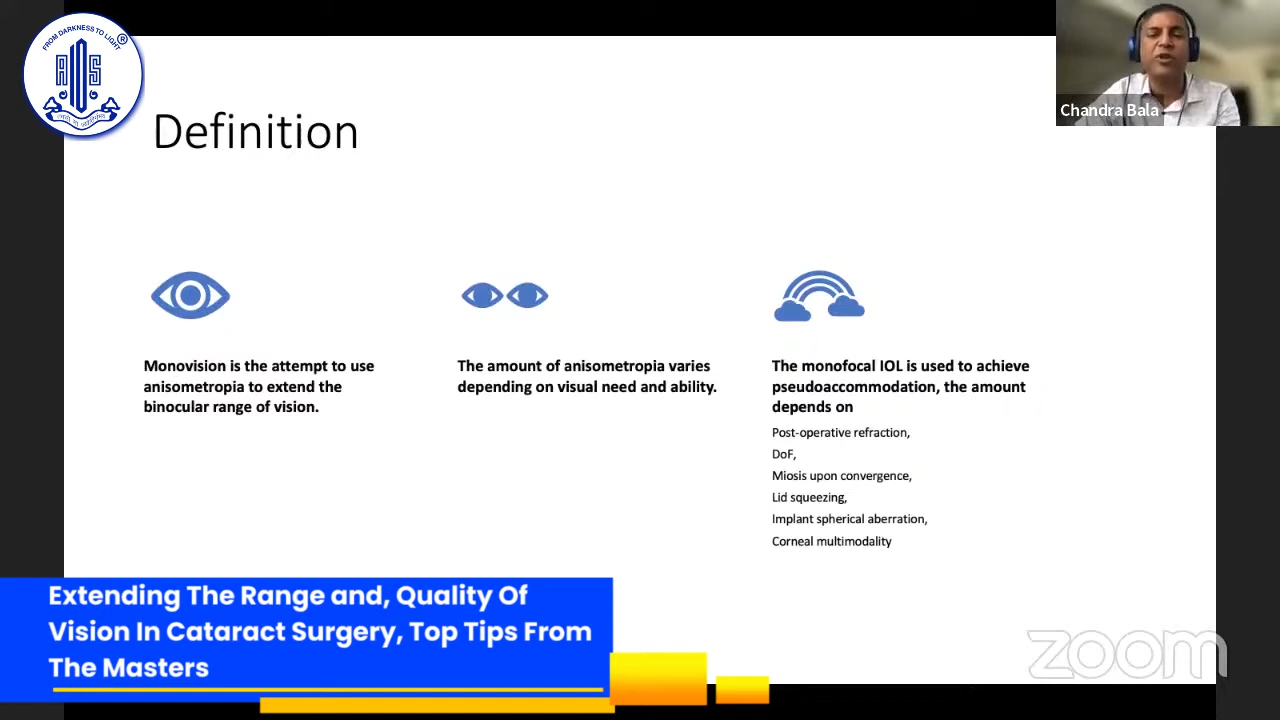 FROM DARKNESS TO LIGHT
AIOS
Chandra Bala
Definition
Monovision is the attempt to use
anisometropia to extend the
binocular range of vision.
The amount of anisometropia varies
depending on visual need and ability.
The monofocal IOL is used to achieve
pseudoaccommodation, the amount
depends on
Post-operative refraction,
DoF,
Miosis upon convergence,
Lid squeezing,
Implant spherical aberration,
Corneal multimodality
Extending The Range and, Quality Of
Vision In Cataract Surgery, Top Tips From
The Masters
zoom